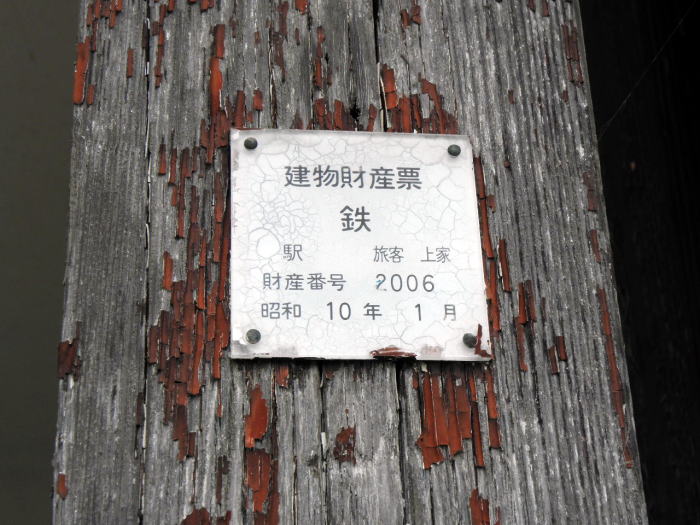 建物財産票
鉄
駅 旅客 上家
財産番号 2006
昭和 10 年 1 月